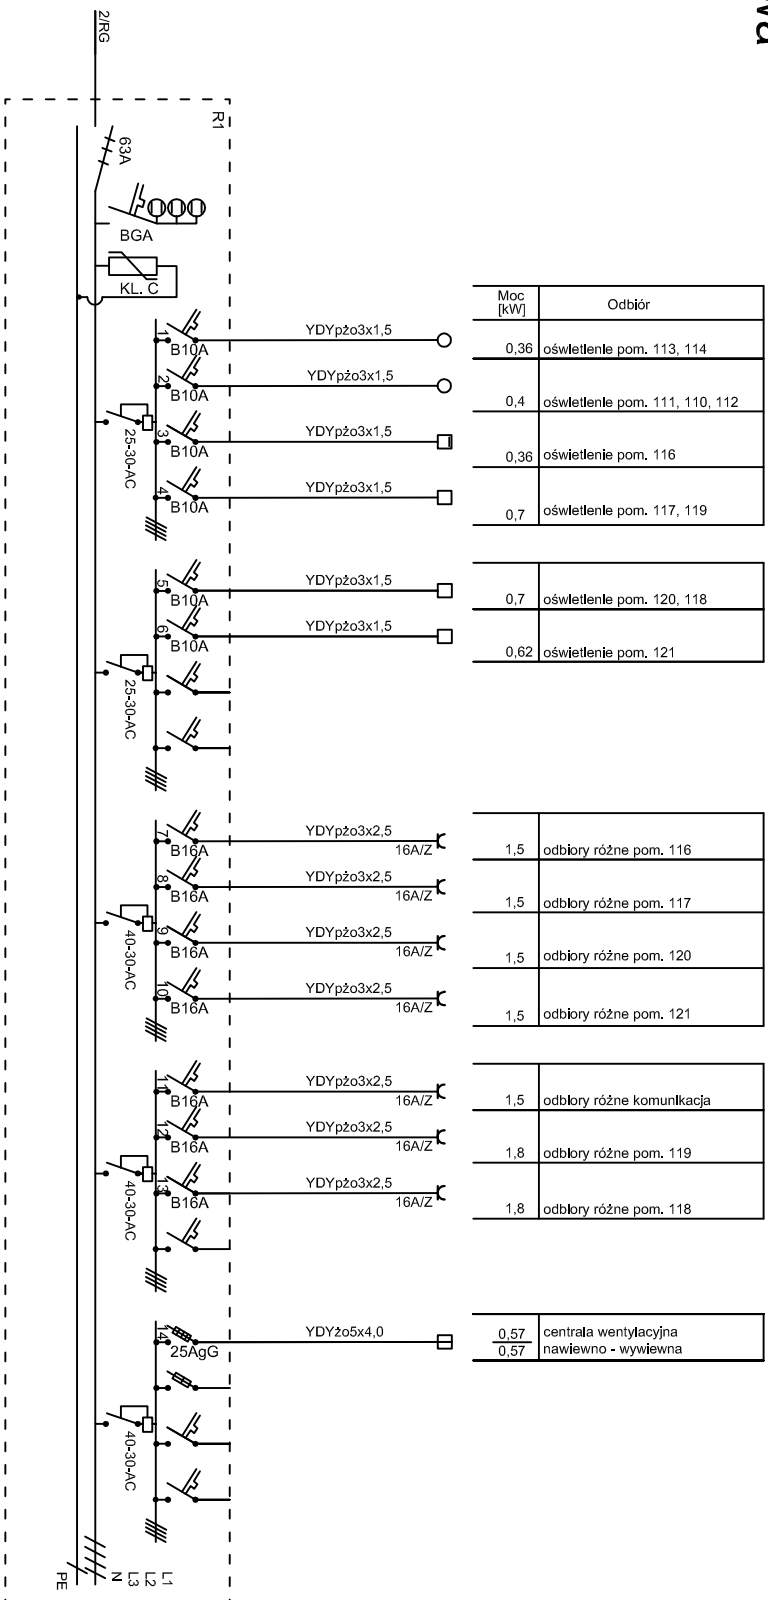 wa
2/RG
R1
63A
BGA
KL. C
Moc
[kW]
Odbiór
1
B10A
YDYpżo3x1,5
0,36 oświetlenie pom. 113, 114
2
B10A
YDYpżo3x1,5
0,4 oświetlenie pom. 111, 110, 112
3
B10A
YDYpżo3x1,5
0,36 oświetlenie pom. 116
4
B10A
YDYpżo3x1,5
0,7 oświetlenie pom. 117, 119
25-30-AC
5
B10A
YDYpżo3x1,5
0,7 oświetlenie pom. 120, 118
6
B10A
YDYpżo3x1,5
0,62 oświetlenie pom. 121
25-30-AC
7
B16A
YDYpżo3x2,5
16A/Z
1,5 odbiory różne pom. 116
8
B16A
YDYpżo3x2,5
16A/Z
1,5 odbiory różne pom. 117
9
B16A
YDYpżo3x2,5
16A/Z
1,5 odbiory różne pom. 120
10
B16A
YDYpżo3x2,5
16A/Z
1,5 odbiory różne pom. 121
40-30-AC
11
B16A
YDYpżo3x2,5
16A/Z
1,5 odbiory różne komunikacja
12
B16A
YDYpżo3x2,5
16A/Z
1,8 odbiory różne pom. 119
13
B16A
YDYpżo3x2,5
16A/Z
1,8 odbiory różne pom. 118
40-30-AC
14
25AgG
YDYżo5x4,0
0,57 centrala wentylacyjna
0,57 nawiewno - wywiewna
40-30-AC
L1
L2
L3
N
PE